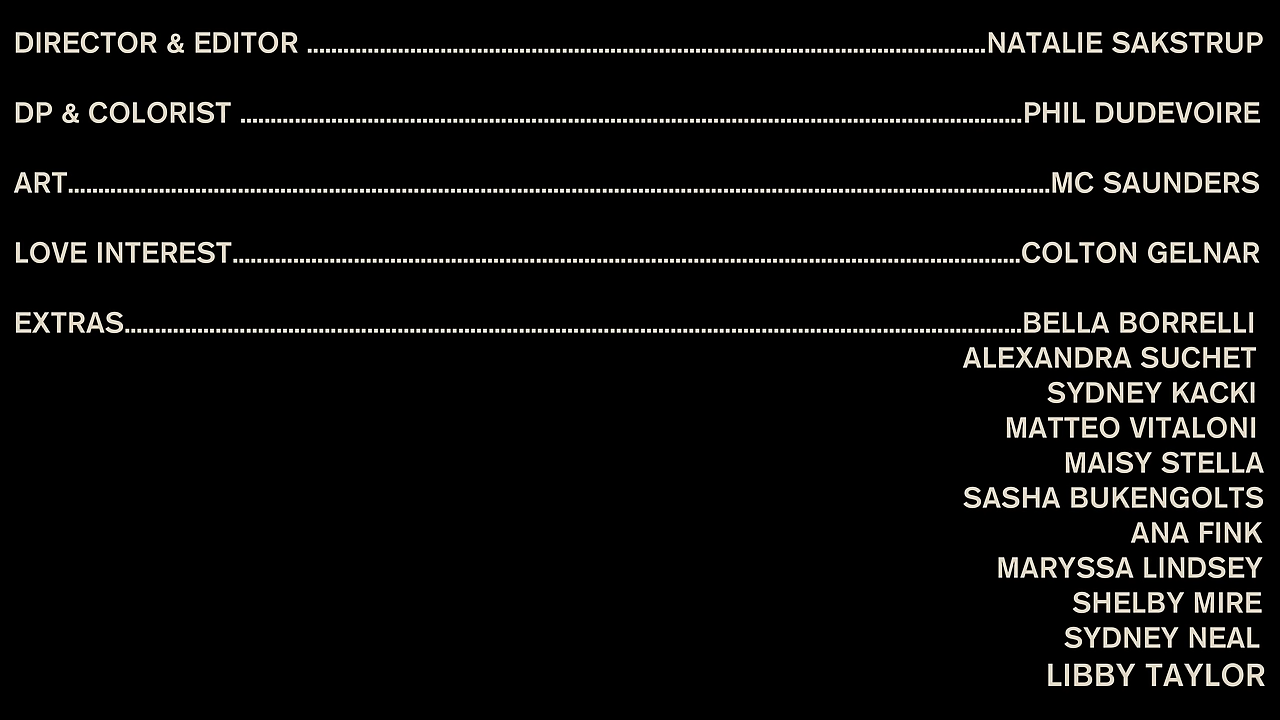 DIRECTOR & EDITOR ........................................................................NATALIE SAKSTRUP
DP & COLORIST ........................................................................PHIL DUDEVOIRE
ART........................................................................MC SAUNDERS
LOVE INTEREST........................................................................COLTON GELNAR
EXTRAS........................................................................BELLA BORRELLI
ALEXANDRA SUCHET
SYDNEY KACKI
MATTEO VITALONI
MAISY STELLA
SASHA BUKENGOLTS
ANA FINK
MARYSSA LINDSEY
SHELBY MIRE
SYDNEY NEAL
LIBBY TAYLOR